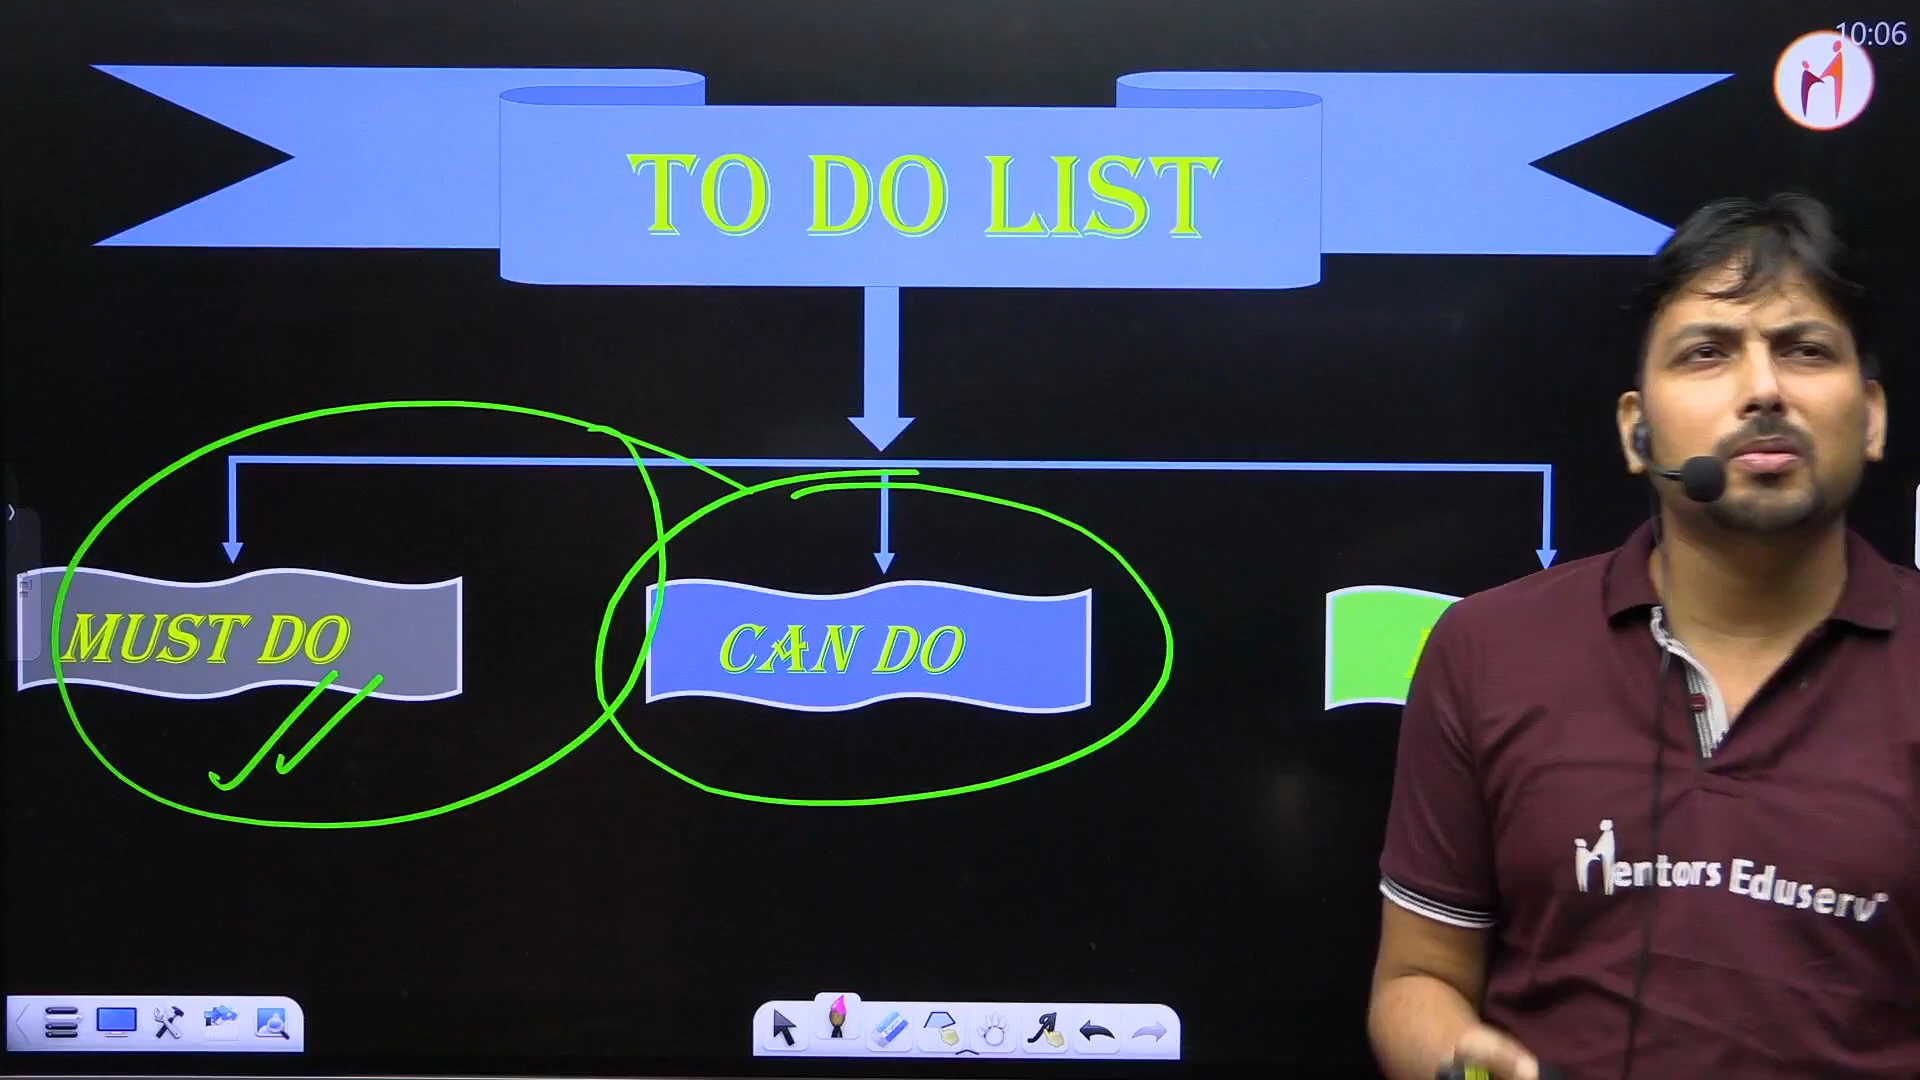 10:06
TO DO LIST
MUST DO
CAN DO
Mentors Eduserv